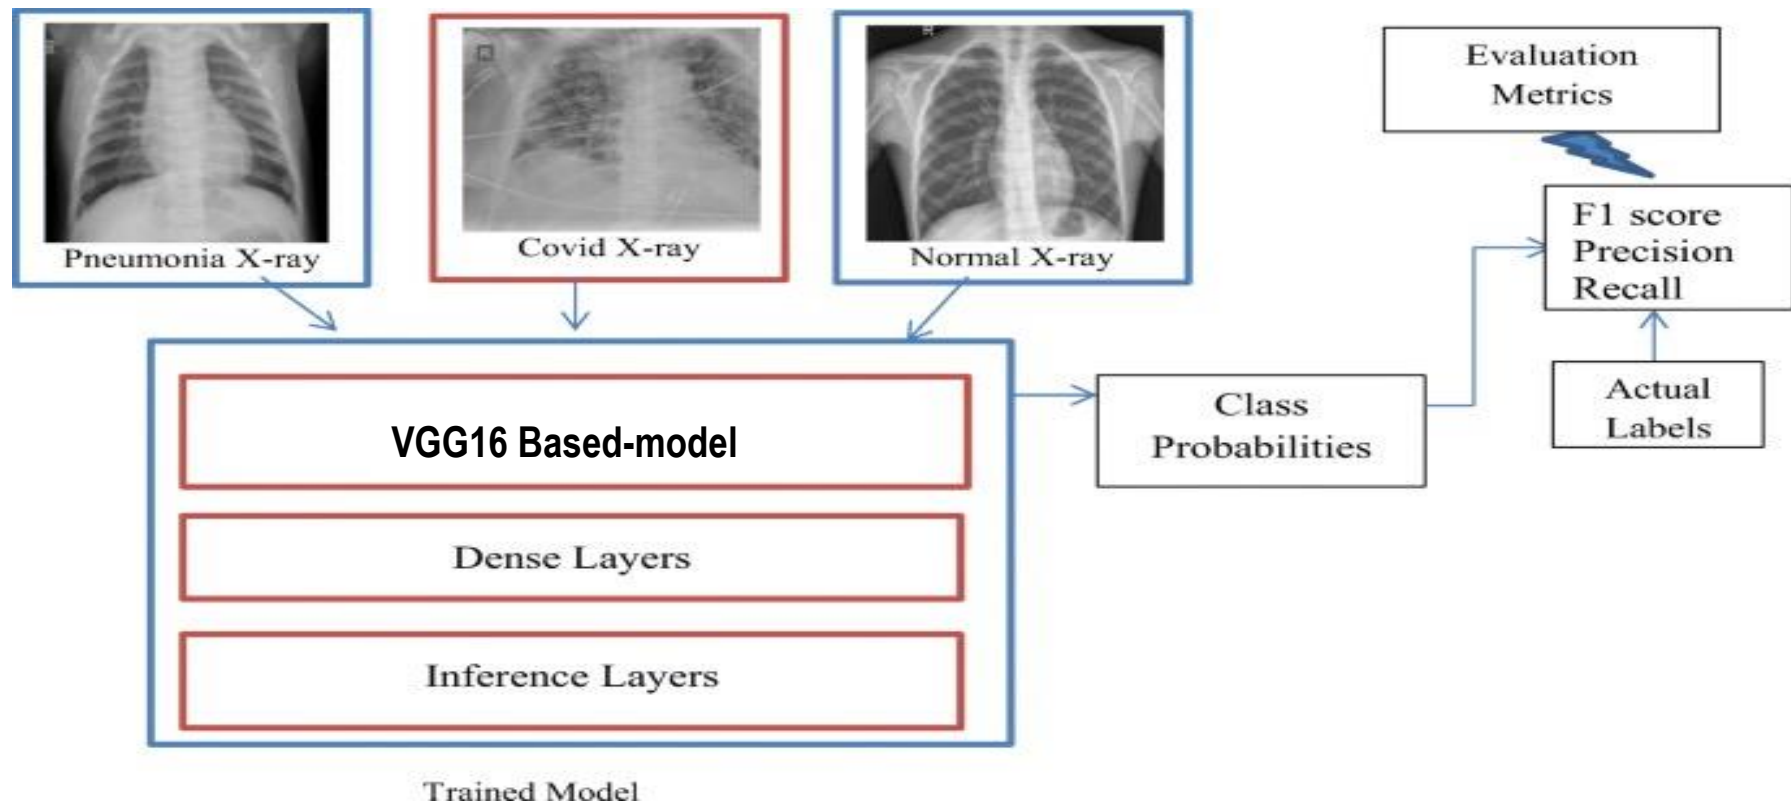 Pneumonia X-ray
Covid X-ray
Normal X-ray
Evaluation
Metrics
F1 score
Precision
Recall
Actual
Labels
Class
Probabilities
VGG16 Based-model
Dense Layers
Inference Layers
Trained Model